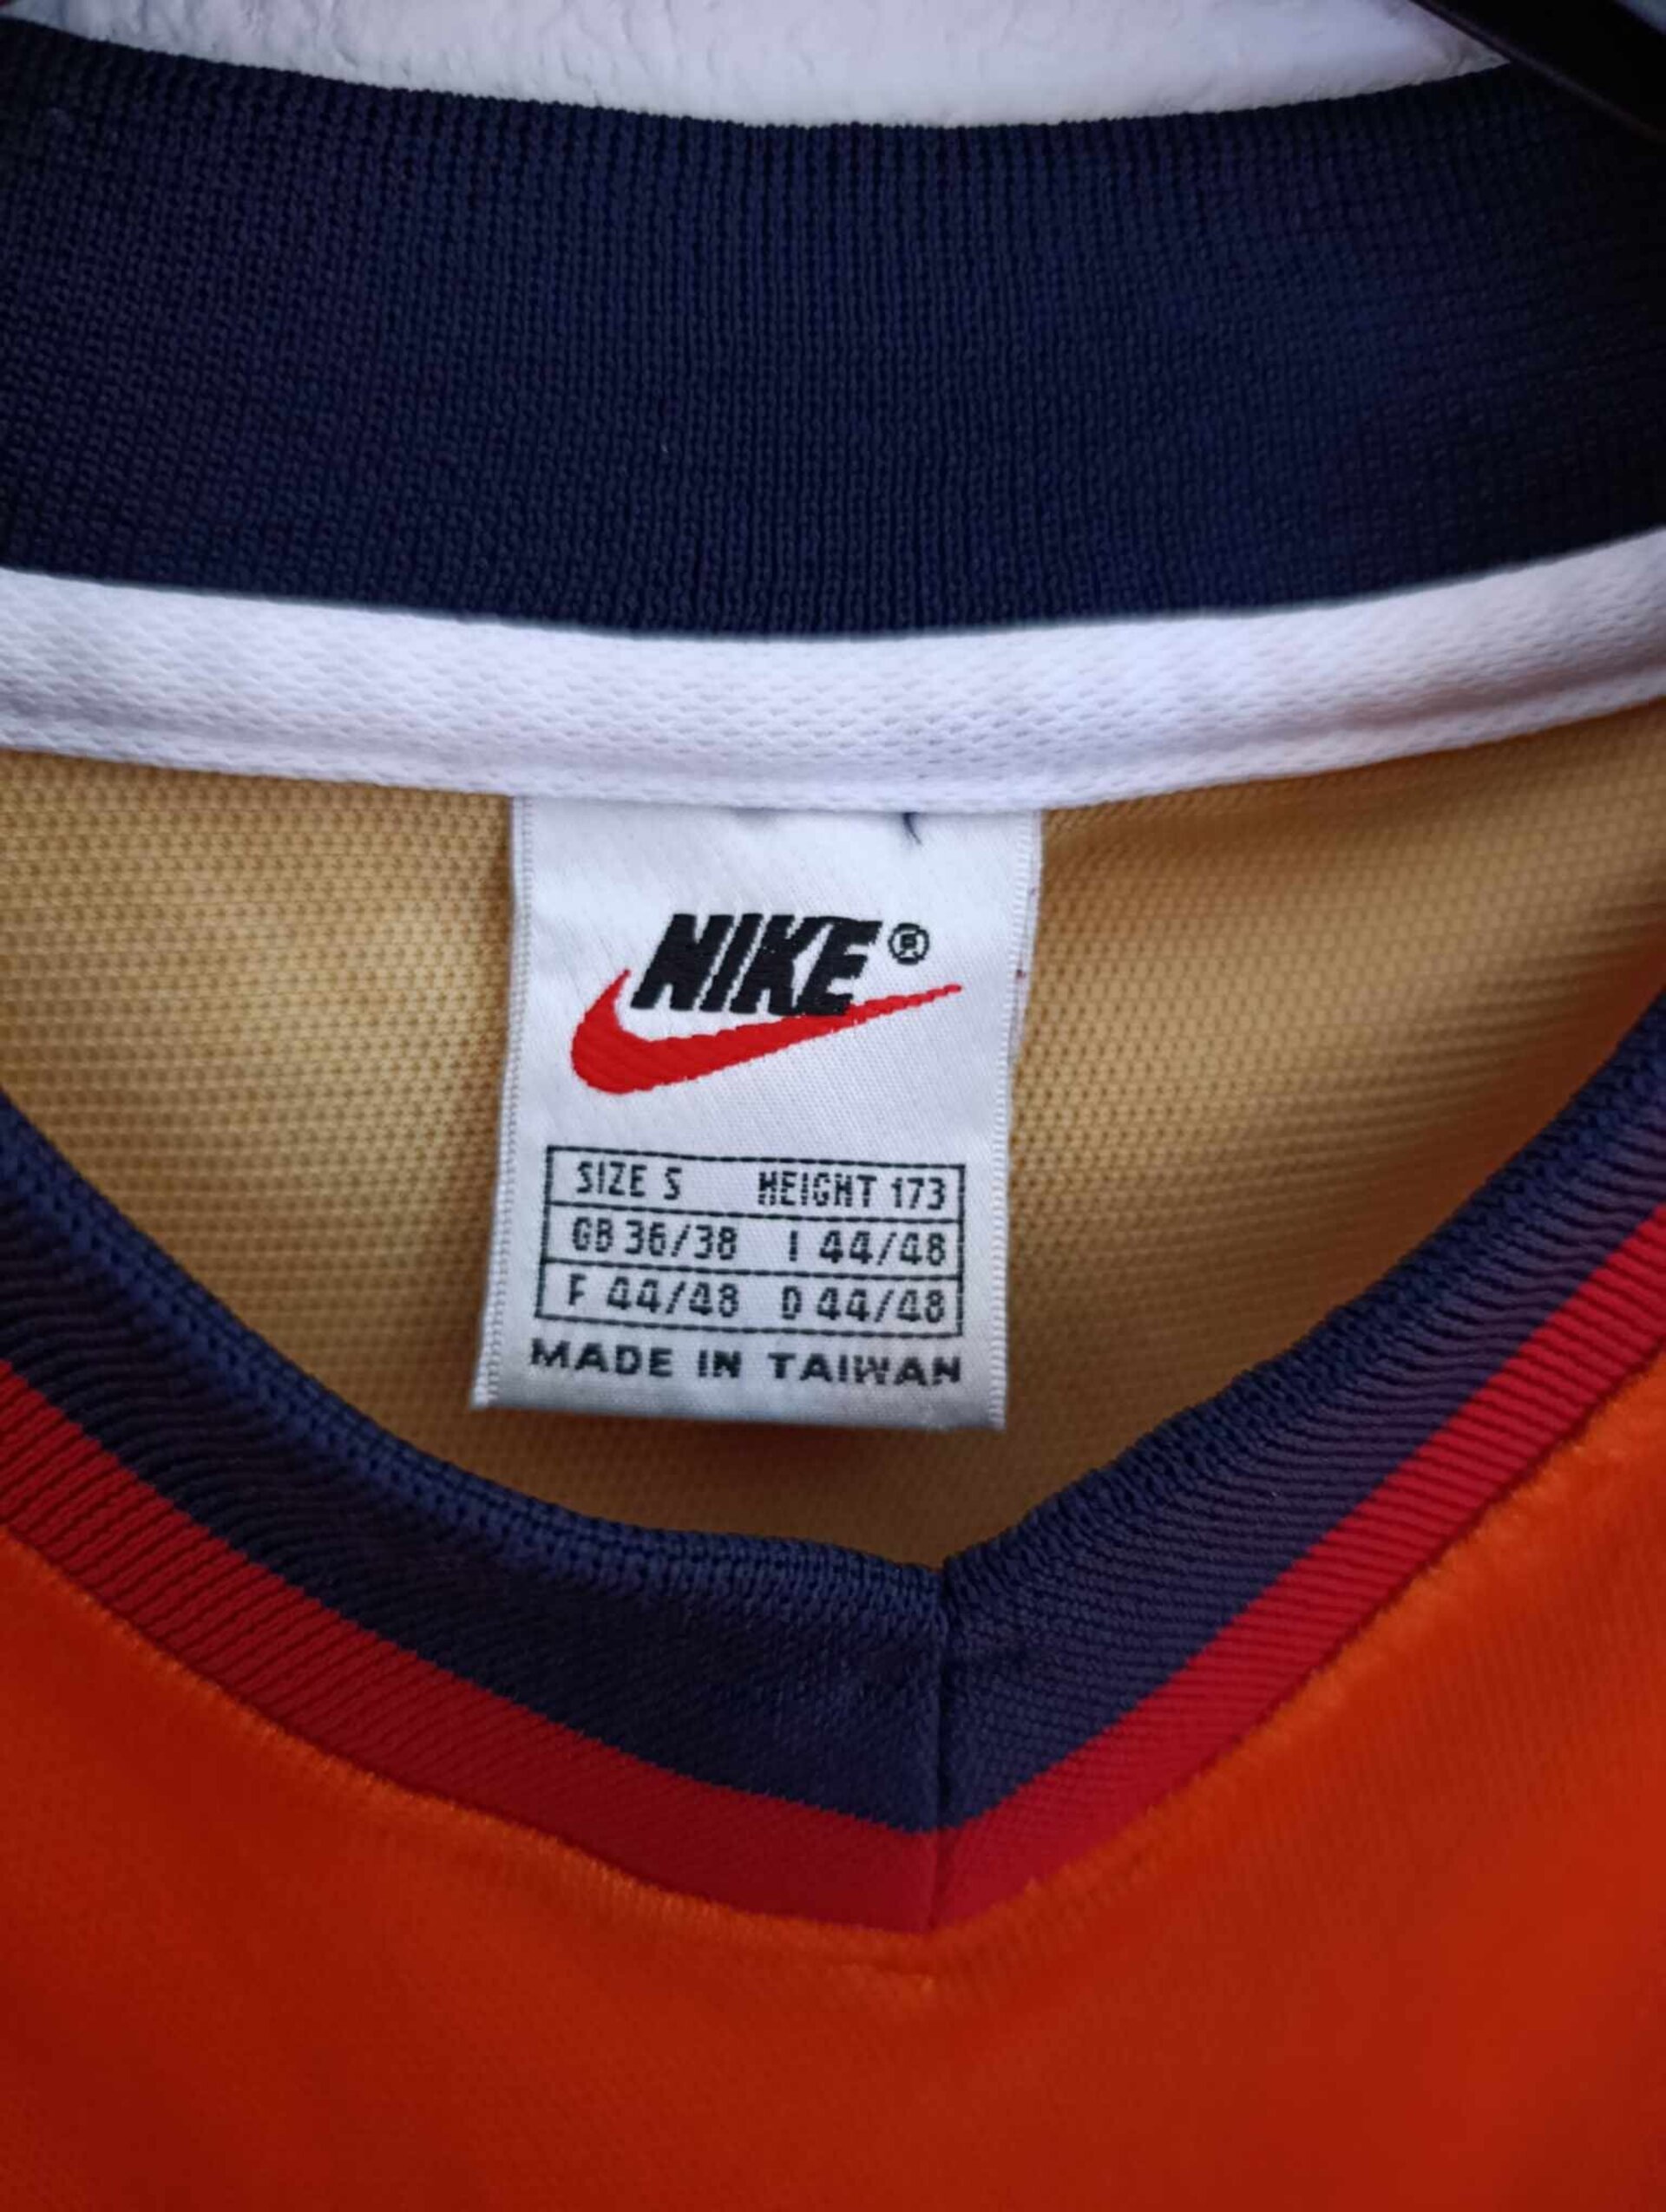 NIKE®
SIZE S HEIGHT 173
GB 36/38 I 44/48
F 44/48 D 44/48
MADE IN TAIWAN